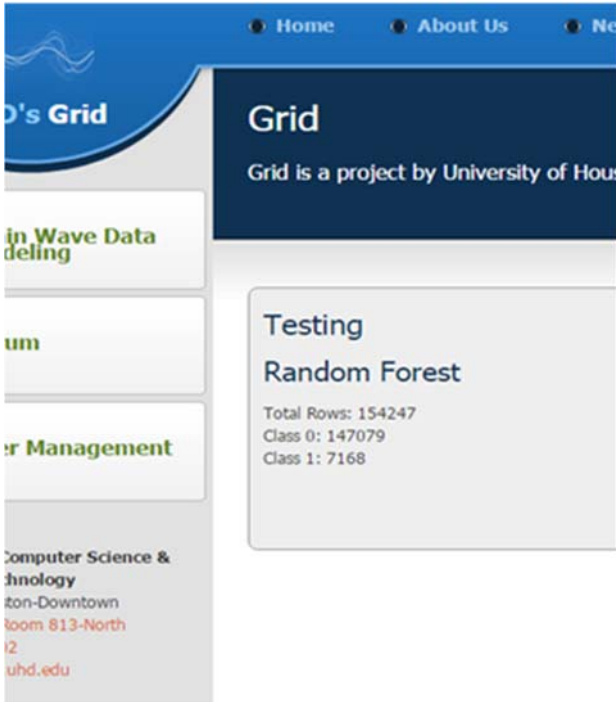 Home About Us Ne
D's Grid
Grid
Grid is a project by University of Hous
in Wave Data
deling
um
er Management
Testing
Random Forest
Total Rows: 154247
Class 0: 147079
Class 1: 7168
Computer Science &
chnology
ston-Downtown
Room 813-North
02
uhd.edu